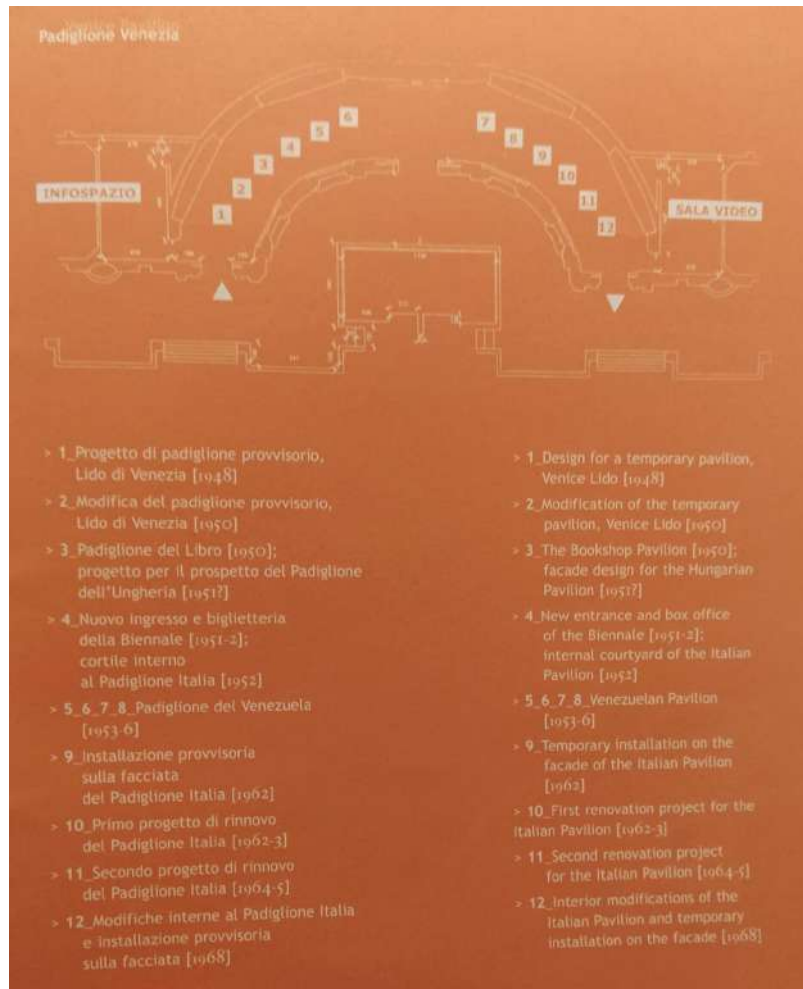 Venice Pavilion
Padiglione Venezia
6
7
5
8
4
9
3
10
2
11
INFOSPAZIO
SALA VIDEO
1
12
> 1_Progetto di padiglione provvisorio,
Lido di Venezia [1948]
> 2_Modifica del padiglione provvisorio,
Lido di Venezia [1950]
> 3_Padiglione del Libro [1950];
progetto per il prospetto del Padiglione
dell'Ungheria [1951?]
> 4_Nuovo ingresso e biglietteria
della Biennale [1951-2];
cortile interno
al Padiglione Italia [1952]
> 5_6_7_8_Padiglione del Venezuela
[1953-6]
> 9_Installazione provvisoria
sulla facciata
del Padiglione Italia [1962]
> 10_Primo progetto di rinnovo
del Padiglione Italia [1962-3]
> 11_Secondo progetto di rinnovo
del Padiglione Italia [1964-5]
> 12_Modifiche interne al Padiglione Italia
e installazione provvisoria
sulla facciata [1968]
> 1_Design for a temporary pavilion,
Venice Lido [1948]
> 2_Modification of the temporary
pavilion, Venice Lido [1950]
> 3_The Bookshop Pavilion [1950];
facade design for the Hungarian
Pavilion [1951?]
> 4_New entrance and box office
of the Biennale [1951-2];
internal courtyard of the Italian
Pavilion [1952]
> 5_6_7_8_Venezuelan Pavilion
[1953-6]
> 9_Temporary installation on the
facade of the Italian Pavilion
[1962]
> 10_First renovation project for the
Italian Pavilion [1962-3]
> 11_Second renovation project
for the Italian Pavilion [1964-5]
> 12_Interior modifications of the
Italian Pavilion and temporary
installation on the facade [1968]